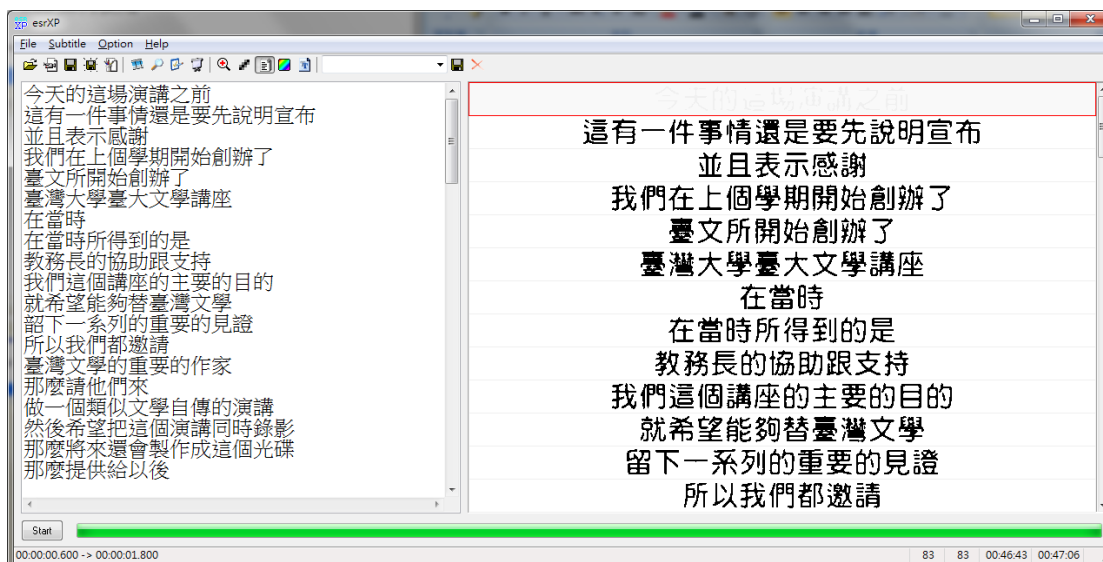 esrXP
File Subtitle Option Help
今天的這場演講之前
這有一件事情還是要先說明宣布
並且表示感謝
我們在上個學期開始創辦了
臺文所開始創辦了
臺灣大學臺大文學講座
在當時
在當時所得到的是
教務長的協助跟支持
我們這個講座的主要的目的
就希望能夠替臺灣文學
韶下一系列的重要的見證
所以我們都邀請
臺灣文學的重要的作家
那麼請他們來
做一個類似文學自傳的演講
然後希望把這個演講同時錄影
那麼將來還會製作成這個光碟
那麼提供給以後
今天的這場演講之前
這有一件事情還是要先說明宣布
並且表示感謝
我們在上個學期開始創辦了
臺文所開始創辦了
臺灣大學臺大文學講座
在當時
在當時所得到的是
教務長的協助跟支持
我們這個講座的主要的目的
就希望能夠替臺灣文學
留下一系列的重要的見證
所以我們都邀請
Start
00:00:00.600 -> 00:00:01.800
83 83 00:46:43 00:47:06